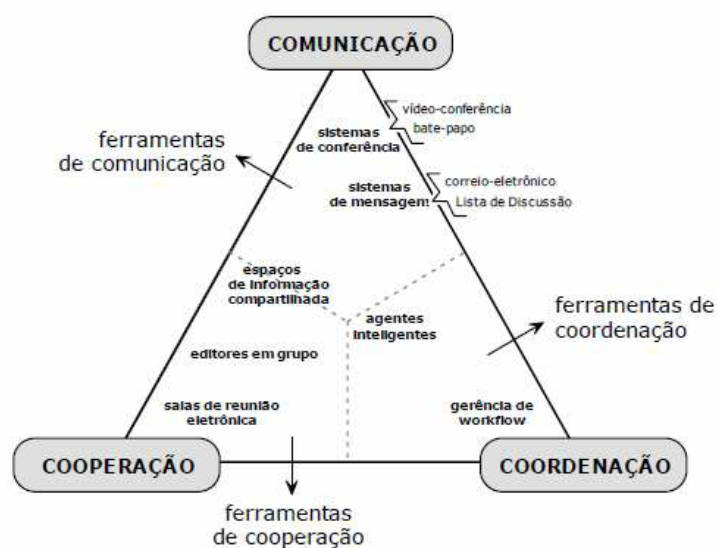 COMUNICAÇÃO
vídeo-conferência
bate-papo
sistemas
de conferência
ferramentas
de comunicação
correio-eletrônico
Lista de Discussão
sistemas
de mensagem
espaços
de informação
compartilhada
agentes
inteligentes
ferramentas de
coordenação
editores em grupo
salas de reunião
eletrônica
gerência de
workflow
COOPERAÇÃO
COORDENAÇÃO
ferramentas
de cooperação